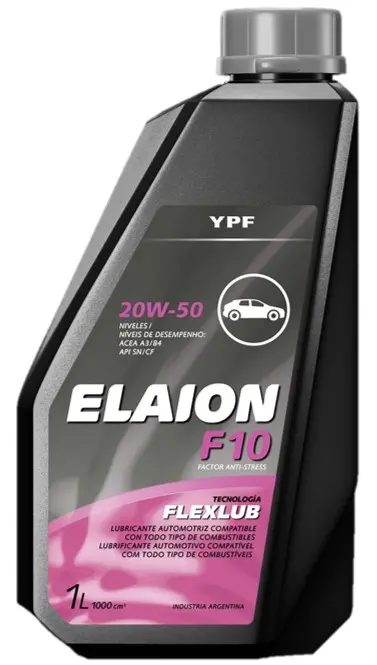 YPF
20W-50
NIVELES /
NÍVEIS DE DESEMPENHO:
ACEA A3/B4
API SN/CF
ELAION
F10
FACTOR ANTI-STRESS
TECNOLOGÍA
FLEXLUB
LUBRICANTE AUTOMOTRIZ COMPATIBLE
CON TODO TIPO DE COMBUSTIBLES
LUBRIFICANTE AUTOMOTIVO COMPATÍVEL
COM TODO TIPO DE COMBUSTÍVEIS
1L 1000 cm³
INDUSTRIA ARGENTINA